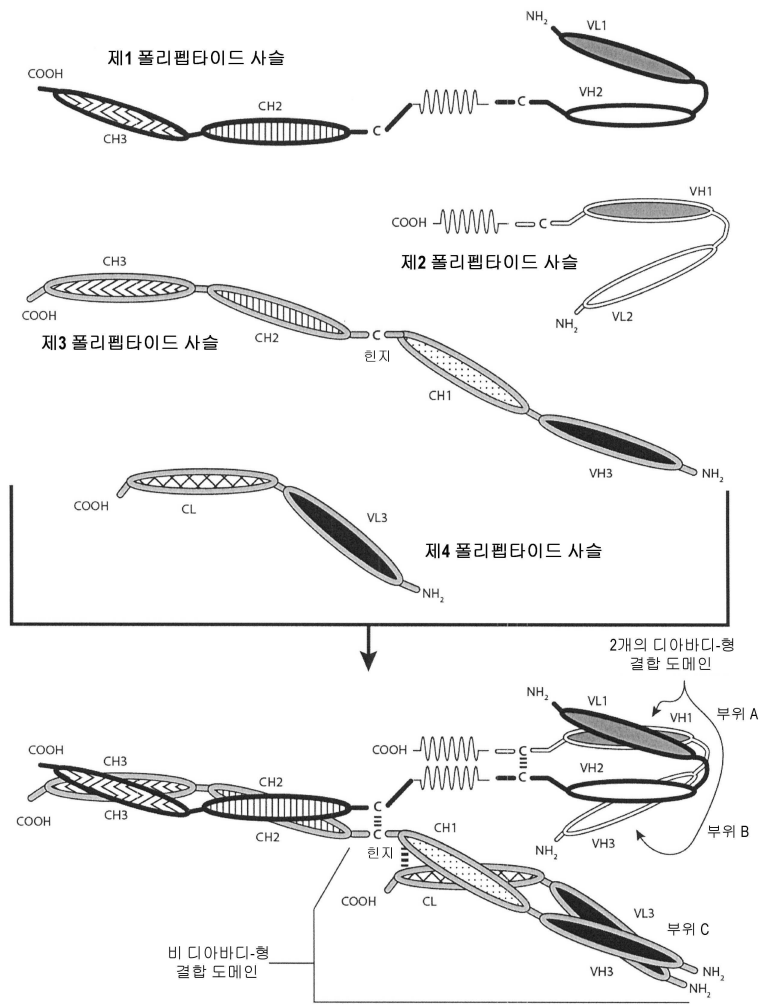 NH₂
VL1
제1 폴리펩타이드 사슬
COOH
CH2
VH2
C
C
CH3
VH1
COOH
C
제2 폴리펩타이드 사슬
CH3
NH₂
VL2
COOH
제3 폴리펩타이드 사슬
CH2
C
힌지
CH1
VH3
NH₂
COOH
CL
VL3
제4 폴리펩타이드 사슬
NH₂
2개의 디아바디-형
결합 도메인
NH₂
VL1
VH1
부위 A
COOH
C
COOH
CH3
CH2
C
VH2
COOH
CH3
CH2
C
C
힌지
CH1
NH₂
VH3
부위 B
COOH
CL
VL3
부위 C
비 디아바디-형
결합 도메인
VH3
NH₂
NH₂